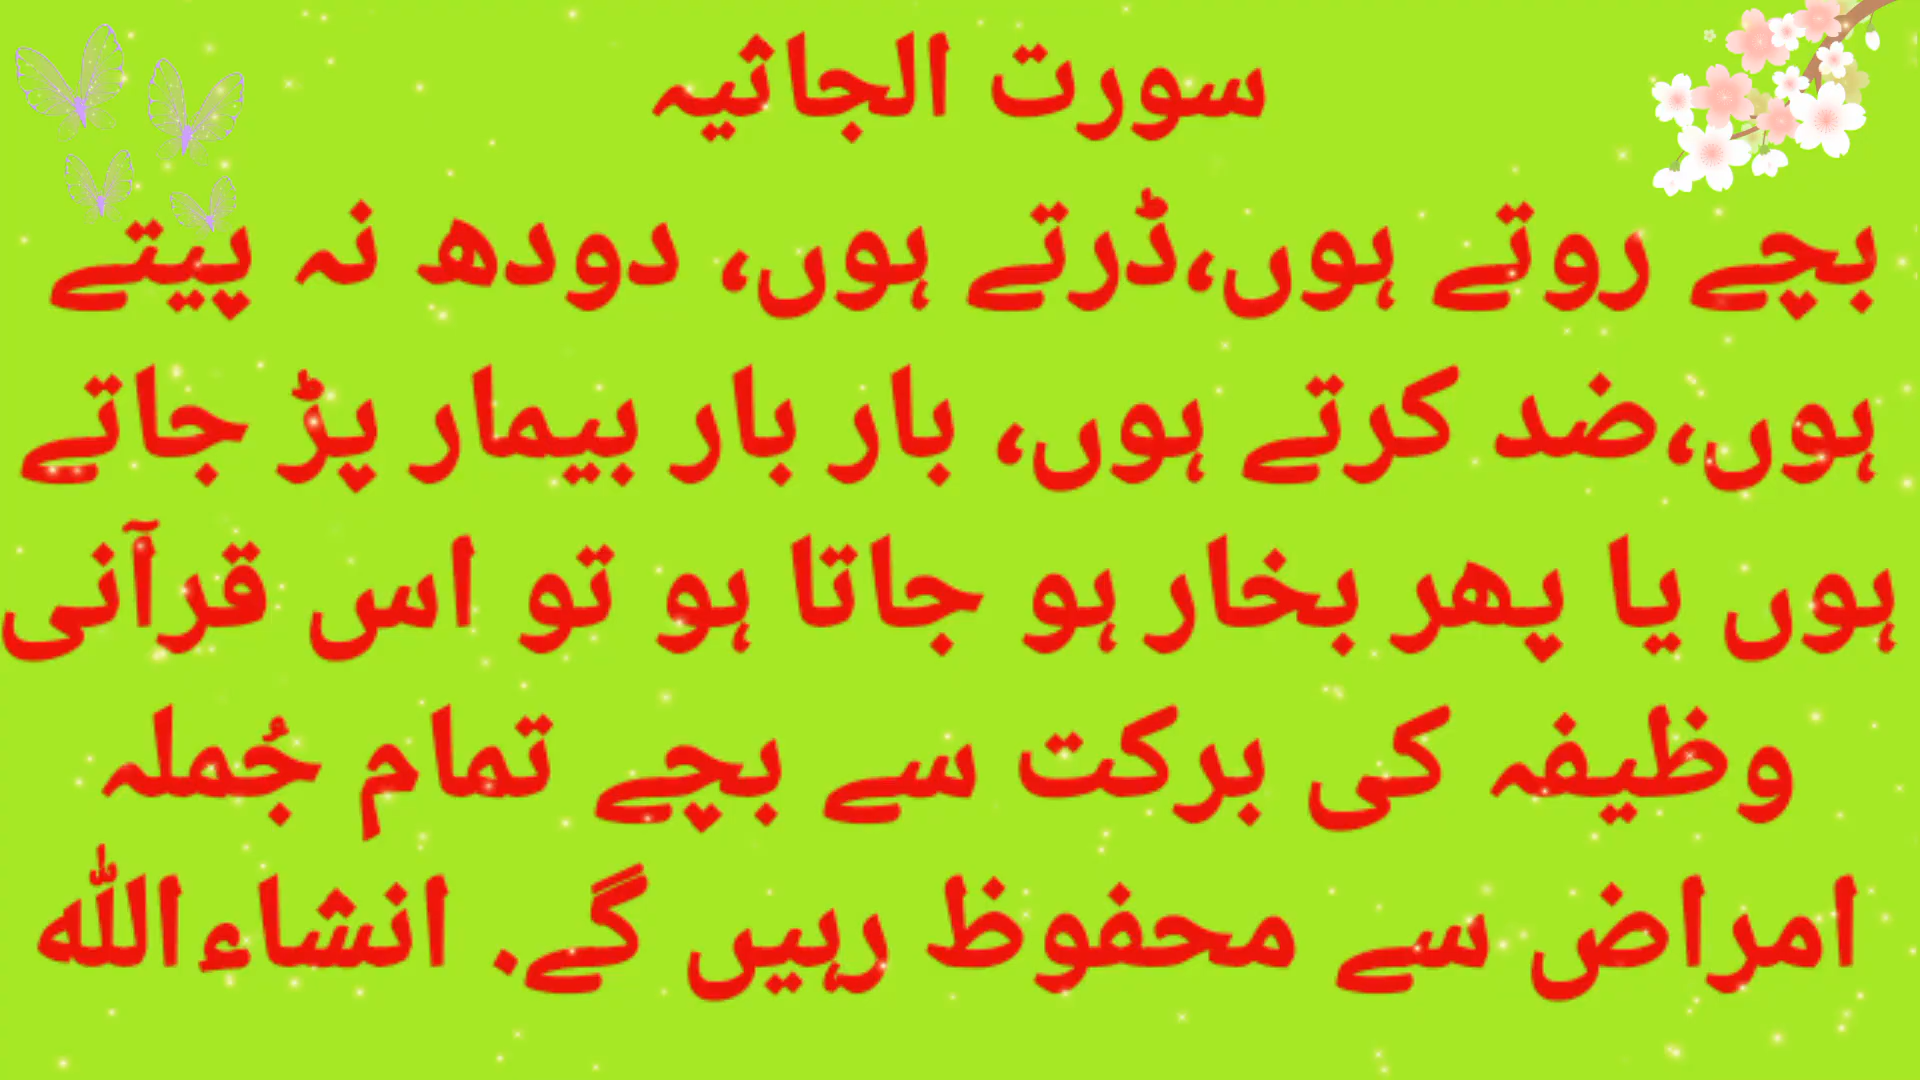 سورت الجاثیہ
بچے روتے ہوں،ڈرتے ہوں، دودھ نہ پیتے
ہوں،ضد کرتے ہوں، بار بار بیمار پڑ جاتے
ہوں یا پھر بخار ہو جاتا ہو تو اس قرآنی
وظیفہ کی برکت سے بچے تمام جُملہ
امراض سے محفوظ رہیں گے. انشاءاللّٰہ